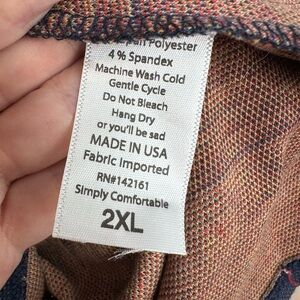 Polyester
4 % Spandex
Machine Wash Cold
Gentle Cycle
Do Not Bleach
Hang Dry
or you'll be sad
MADE IN USA
Fabric Imported
RN#142161
Simply Comfortable
2XL